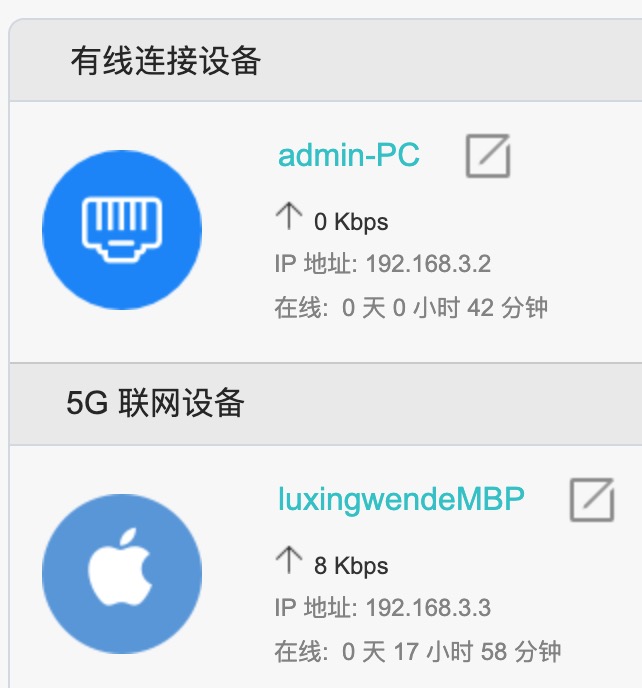 有线连接设备
admin-PC
0 Kbps
IP 地址: 192.168.3.2
在线: 0 天 0 小时 42 分钟
5G 联网设备
luxingwendeMBP
8 Kbps
IP 地址: 192.168.3.3
在线: 0 天 17 小时 58 分钟